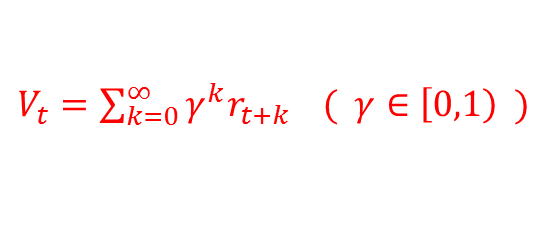 V_t = ∑_{k=0}^{∞} γ^k r_{t+k} ( γ ∈ [0,1) )